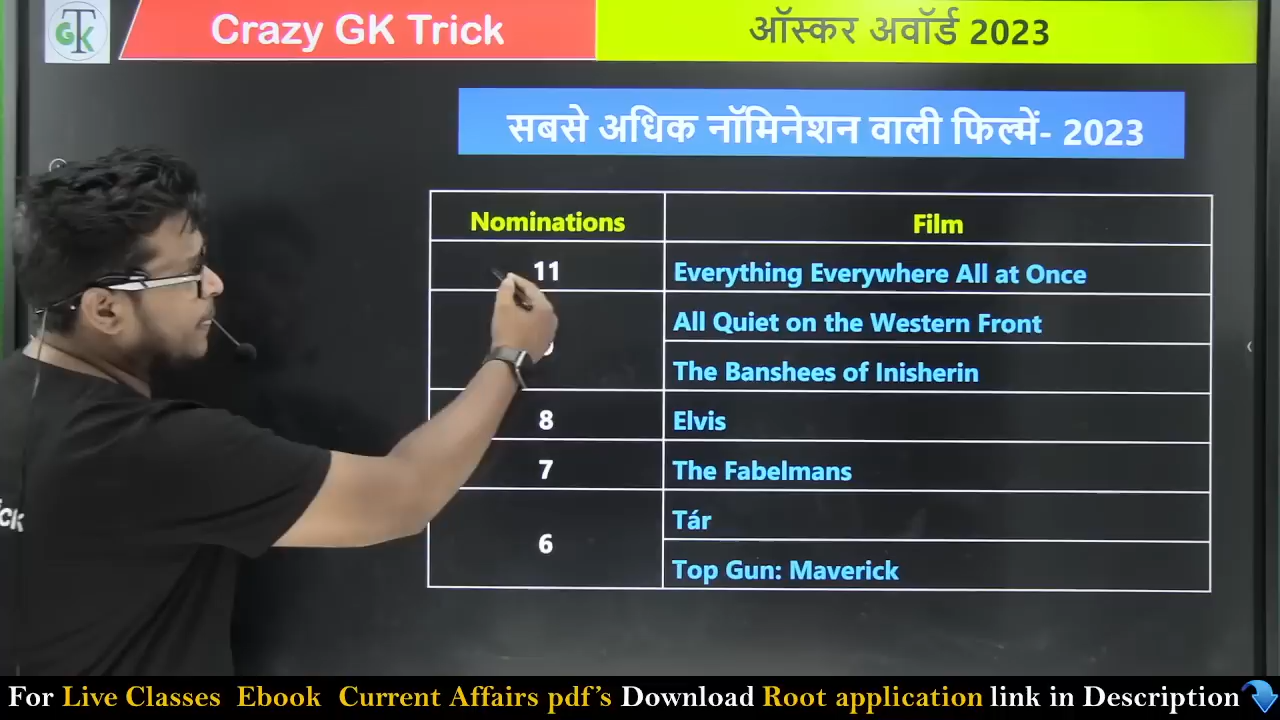 TGK
Crazy GK Trick
ऑस्कर अवॉर्ड 2023
सबसे अधिक नॉमिनेशन वाली फिल्में- 2023
Nominations Film
11 Everything Everywhere All at Once
All Quiet on the Western Front
The Banshees of Inisherin
8 Elvis
7 The Fabelmans
Tár
6
Top Gun: Maverick
For Live Classes Ebook Current Affairs pdf's Download Root application link in Description